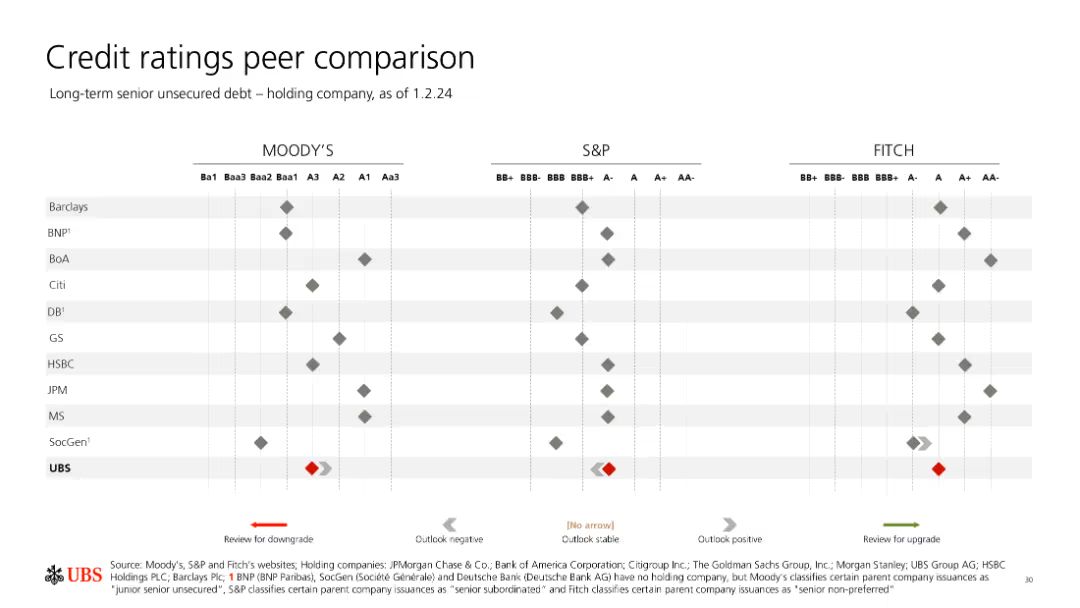 Credit ratings peer comparison
Long-term senior unsecured debt – holding company, as of 1.2.24
MOODY'S S&P FITCH
Ba1 Baa3 Baa2 Baa1 A3 A2 A1 Aa3 BB+ BBB- BBB BBB+ A- A A+ AA- BB+ BBB- BBB BBB+ A- A A+ AA-
Barclays
BNP¹
BoA
Citi
DB¹
GS
HSBC
JPM
MS
SocGen¹
UBS
[No arrow]
Review for downgrade Outlook negative Outlook stable Outlook positive Review for upgrade
UBS
Source: Moody's, S&P and Fitch's websites; Holding companies: JPMorgan Chase & Co.; Bank of America Corporation; Citigroup Inc.; The Goldman Sachs Group, Inc.; Morgan Stanley; UBS Group AG; HSBC
Holdings PLC; Barclays Plc; 1 BNP (BNP Paribas), SocGen (Société Générale) and Deutsche Bank (Deutsche Bank AG) have no holding company, but Moody's classifies certain parent company issuances as
"junior senior unsecured", S&P classifies certain parent company issuances as "senior subordinated" and Fitch classifies certain parent company issuances as "senior non-preferred"
30